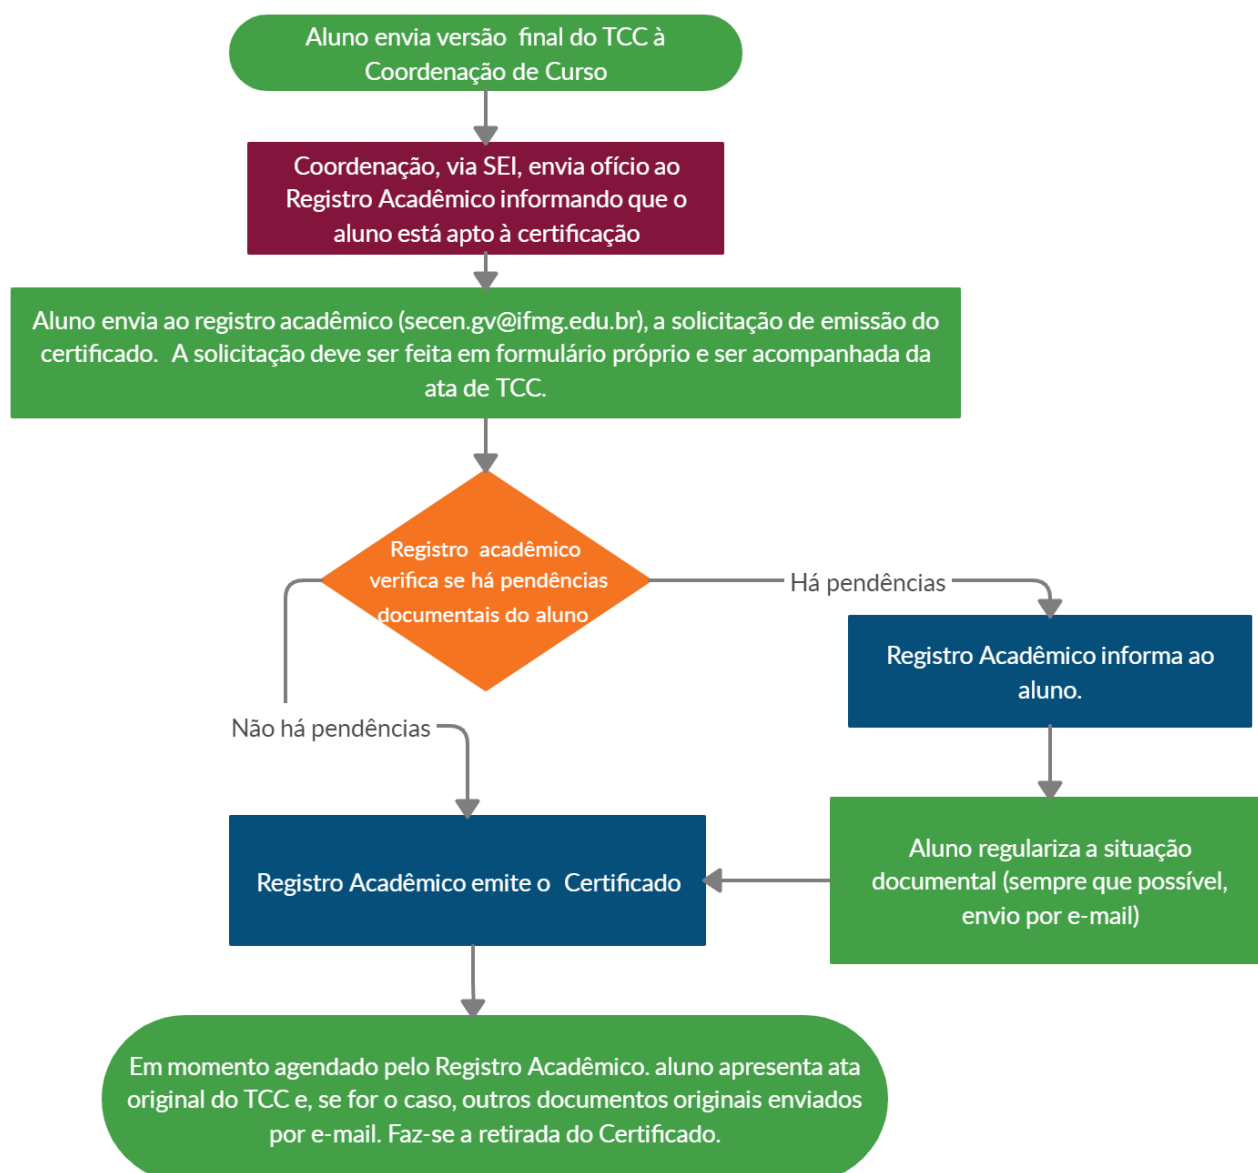 Aluno envia versão final do TCC à
Coordenação de Curso
Coordenação, via SEI, envia ofício ao
Registro Acadêmico informando que o
aluno está apto à certificação
Aluno envia ao registro acadêmico (secen.gv@ifmg.edu.br), a solicitação de emissão do
certificado. A solicitação deve ser feita em formulário próprio e ser acompanhada da
ata de TCC.
Registro acadêmico
verifica se há pendências
documentais do aluno
Há pendências
Registro Acadêmico informa ao
aluno.
Não há pendências
Aluno regulariza a situação
documental (sempre que possível,
envio por e-mail)
Registro Acadêmico emite o Certificado
Em momento agendado pelo Registro Acadêmico. aluno apresenta ata
original do TCC e, se for o caso, outros documentos originais enviados
por e-mail. Faz-se a retirada do Certificado.